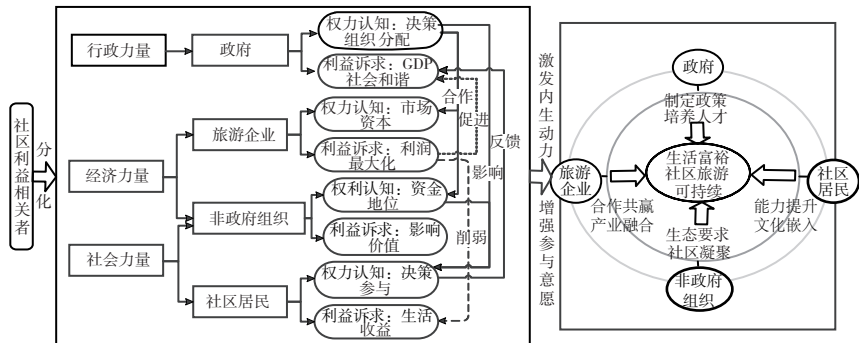 社区利益相关者
分化
行政力量
经济力量
社会力量
政府
旅游企业
非政府组织
社区居民
权力认知：决策
组织分配
利益诉求：GDP
社会和谐
权力认知：市场
资本
利益诉求：利润
最大化
权利认知：资金
地位
利益诉求：影响
价值
权力认知：决策
参与
利益诉求：生活
收益
合作
促进
反馈
影响
削弱
激发内生动力
增强参与意愿
政府
制定政策
培养人才
旅游
企业
生活富裕
社区旅游
可持续
社区
居民
合作共赢
产业融合
能力提升
文化嵌入
生态要求
社区凝聚
非政府
组织